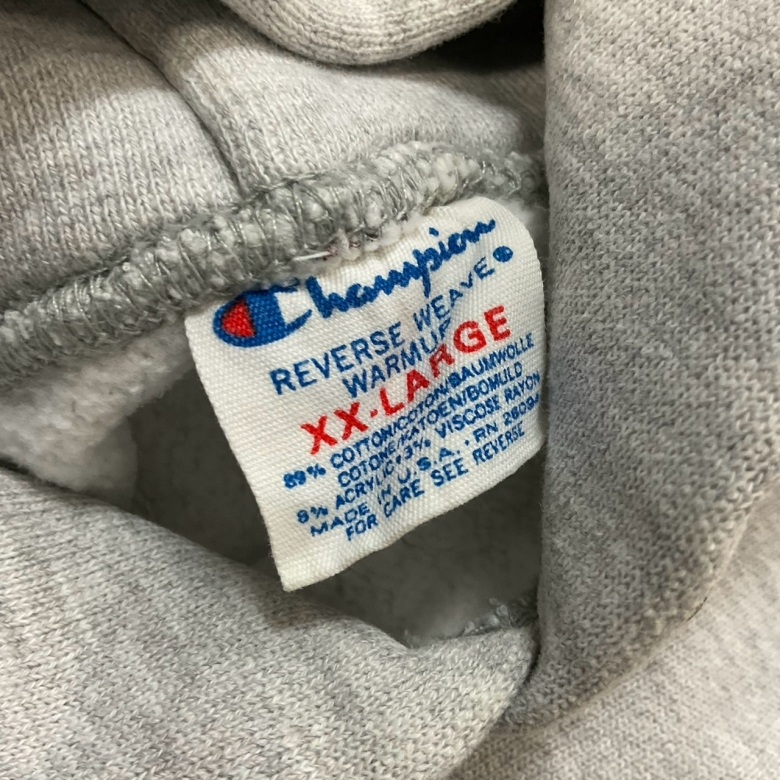 Champion®
REVERSE WEAVE
WARMUP
XX-LARGE
89% COTTON/COTON/BAUMWOLLE
COTONE/KATOEN/BOMULD
8% ACRYLIC•3% VISCOSE RAYON
MADE IN U.S.A. • RN 26094
FOR CARE SEE REVERSE